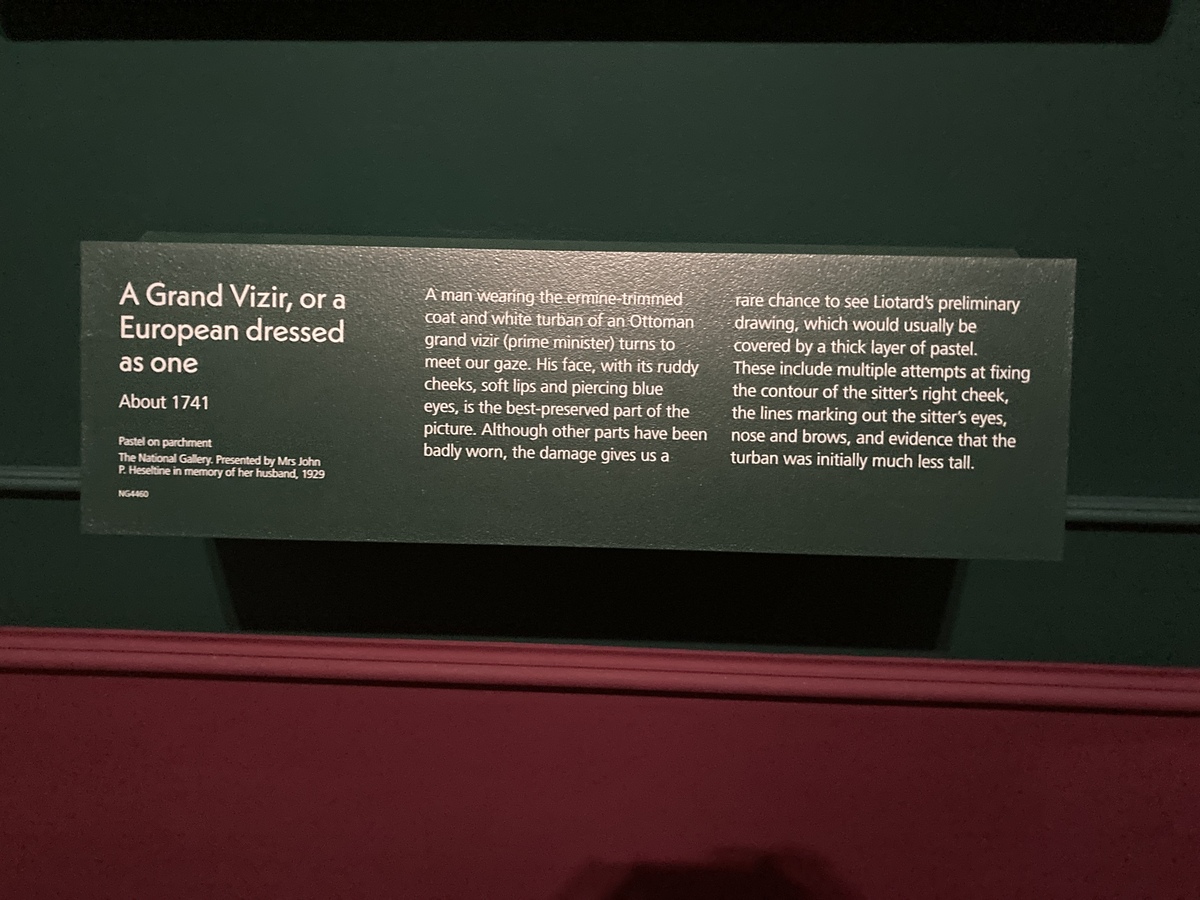 A Grand Vizir, or a
European dressed
as one
About 1741
Pastel on parchment
The National Gallery. Presented by Mrs John
P. Heseltine in memory of her husband, 1929
NG4460
A man wearing the ermine-trimmed
coat and white turban of an Ottoman
grand vizir (prime minister) turns to
meet our gaze. His face, with its ruddy
cheeks, soft lips and piercing blue
eyes, is the best-preserved part of the
picture. Although other parts have been
badly worn, the damage gives us a
rare chance to see Liotard's preliminary
drawing, which would usually be
covered by a thick layer of pastel.
These include multiple attempts at fixing
the contour of the sitter's right cheek,
the lines marking out the sitter's eyes,
nose and brows, and evidence that the
turban was initially much less tall.